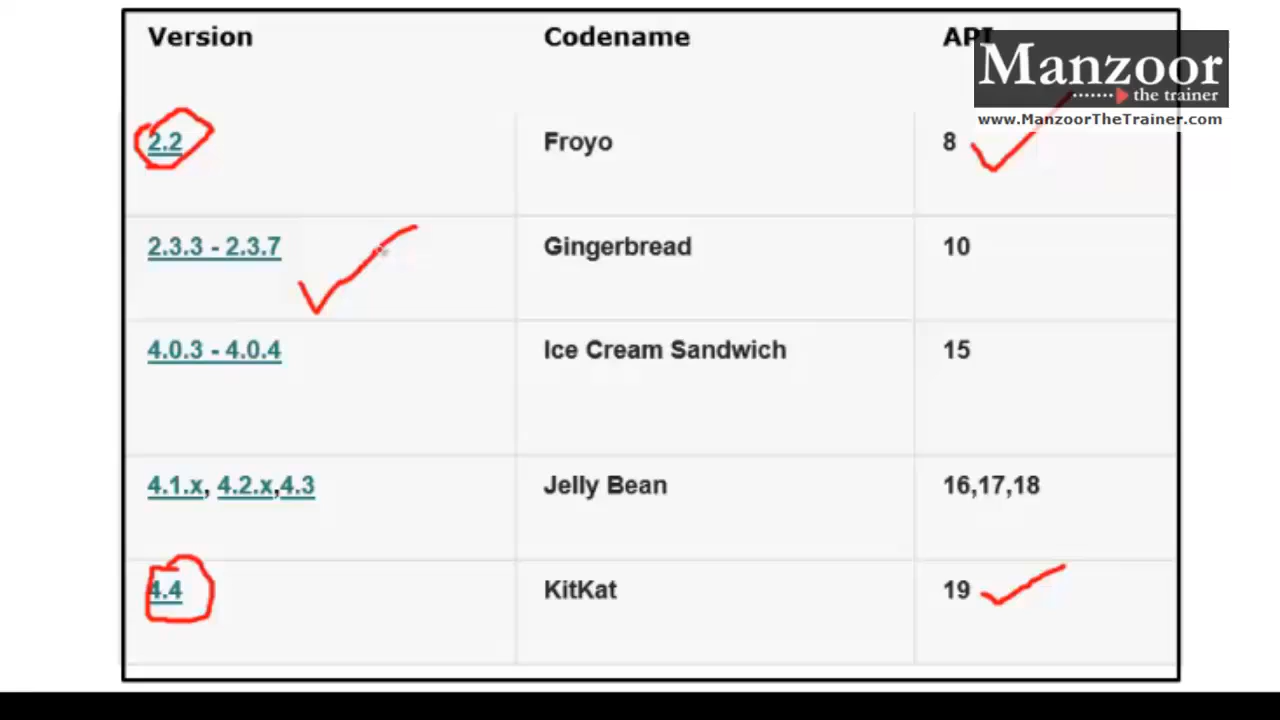 Version Codename API
Manzoor
the trainer
www.ManzoorTheTrainer.com
2.2 Froyo 8
2.3.3 - 2.3.7 Gingerbread 10
4.0.3 - 4.0.4 Ice Cream Sandwich 15
4.1.x, 4.2.x,4.3 Jelly Bean 16,17,18
4.4 KitKat 19